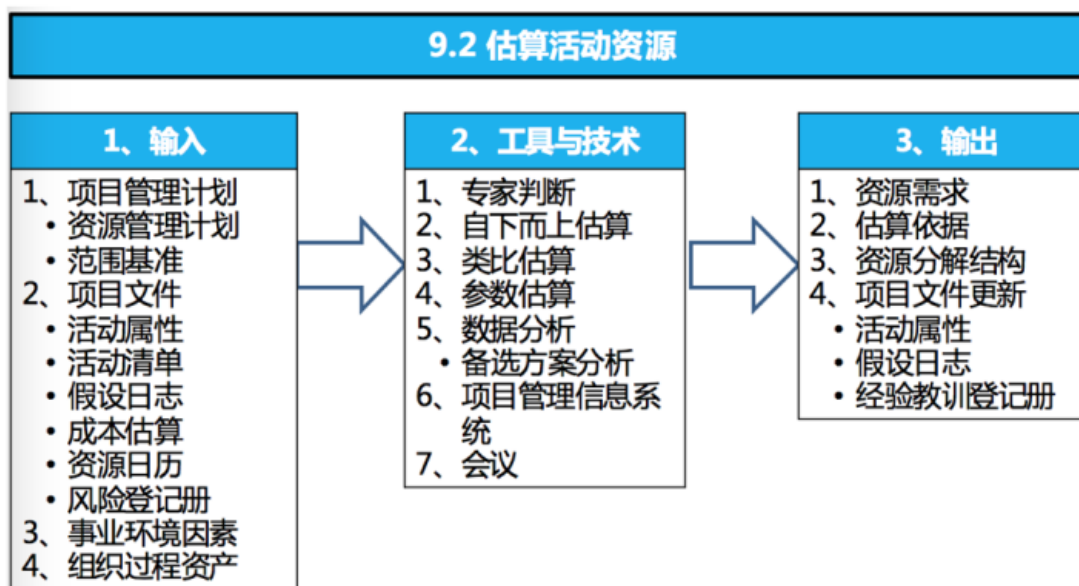 9.2 估算活动资源
1、输入
1、项目管理计划
• 资源管理计划
• 范围基准
2、项目文件
• 活动属性
• 活动清单
• 假设日志
• 成本估算
• 资源日历
• 风险登记册
3、事业环境因素
4、组织过程资产
2、工具与技术
1、专家判断
2、自下而上估算
3、类比估算
4、参数估算
5、数据分析
• 备选方案分析
6、项目管理信息系
统
7、会议
3、输出
1、资源需求
2、估算依据
3、资源分解结构
4、项目文件更新
• 活动属性
• 假设日志
• 经验教训登记册